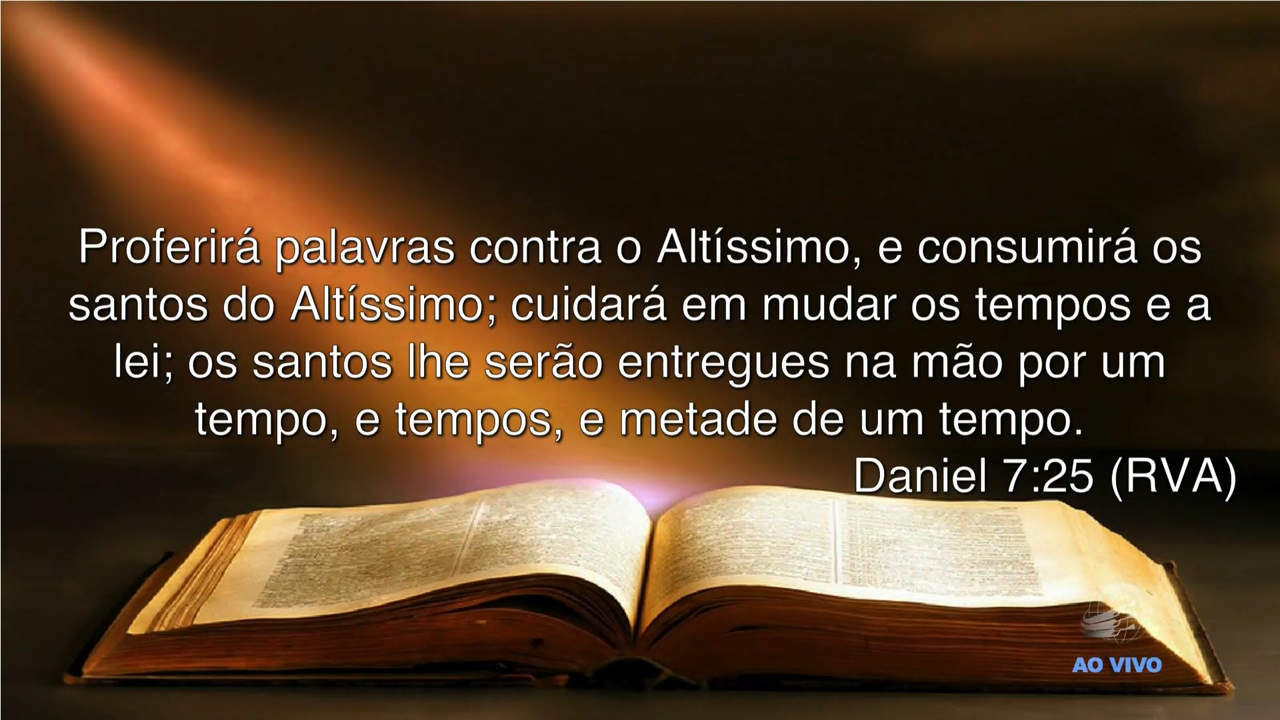 Proferirá palavras contra o Altíssimo, e consumirá os
santos do Altíssimo; cuidará em mudar os tempos e a
lei; os santos lhe serão entregues na mão por um
tempo, e tempos, e metade de um tempo.
Daniel 7:25 (RVA)
AO VIVO